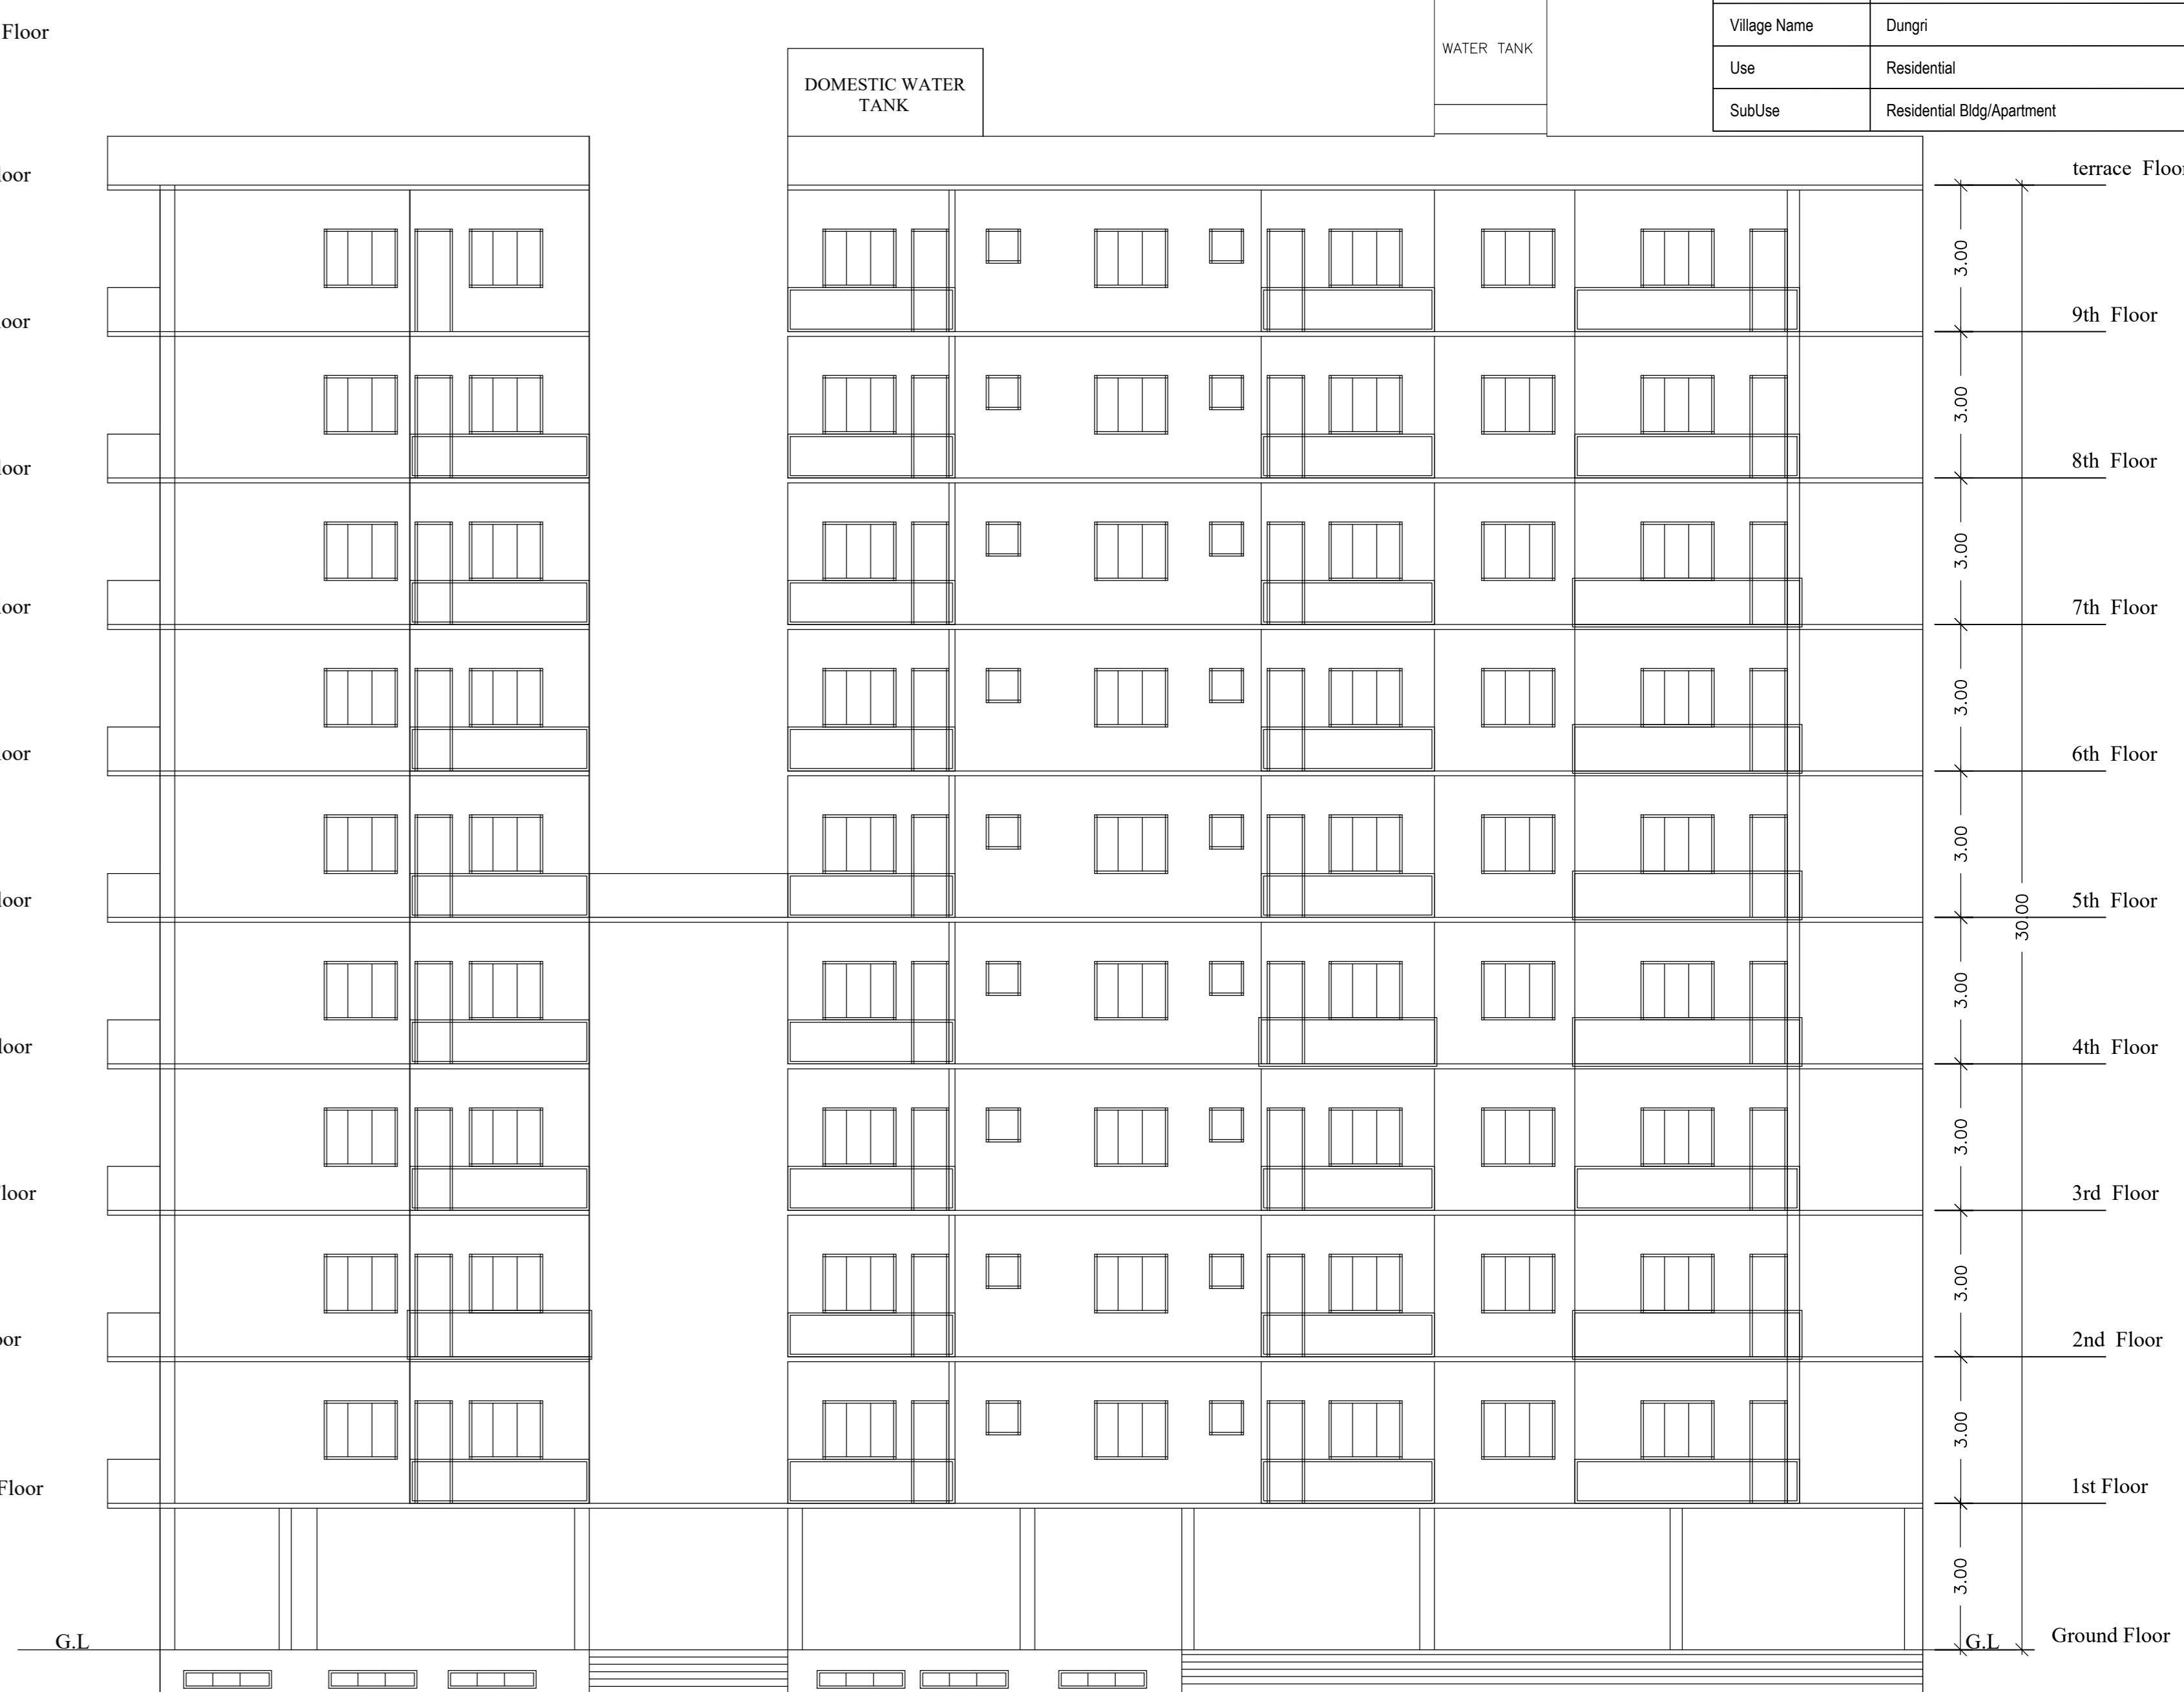 Floor
Village Name Dungri
WATER TANK
Use Residential
DOMESTIC WATER
TANK
SubUse Residential Bldg/Apartment
terrace Floor
3.00
9th Floor
3.00
8th Floor
3.00
7th Floor
3.00
6th Floor
3.00
5th Floor
30.00
3.00
4th Floor
3.00
3rd Floor
3.00
2nd Floor
3.00
Floor
1st Floor
3.00
G.L
G.L
Ground Floor